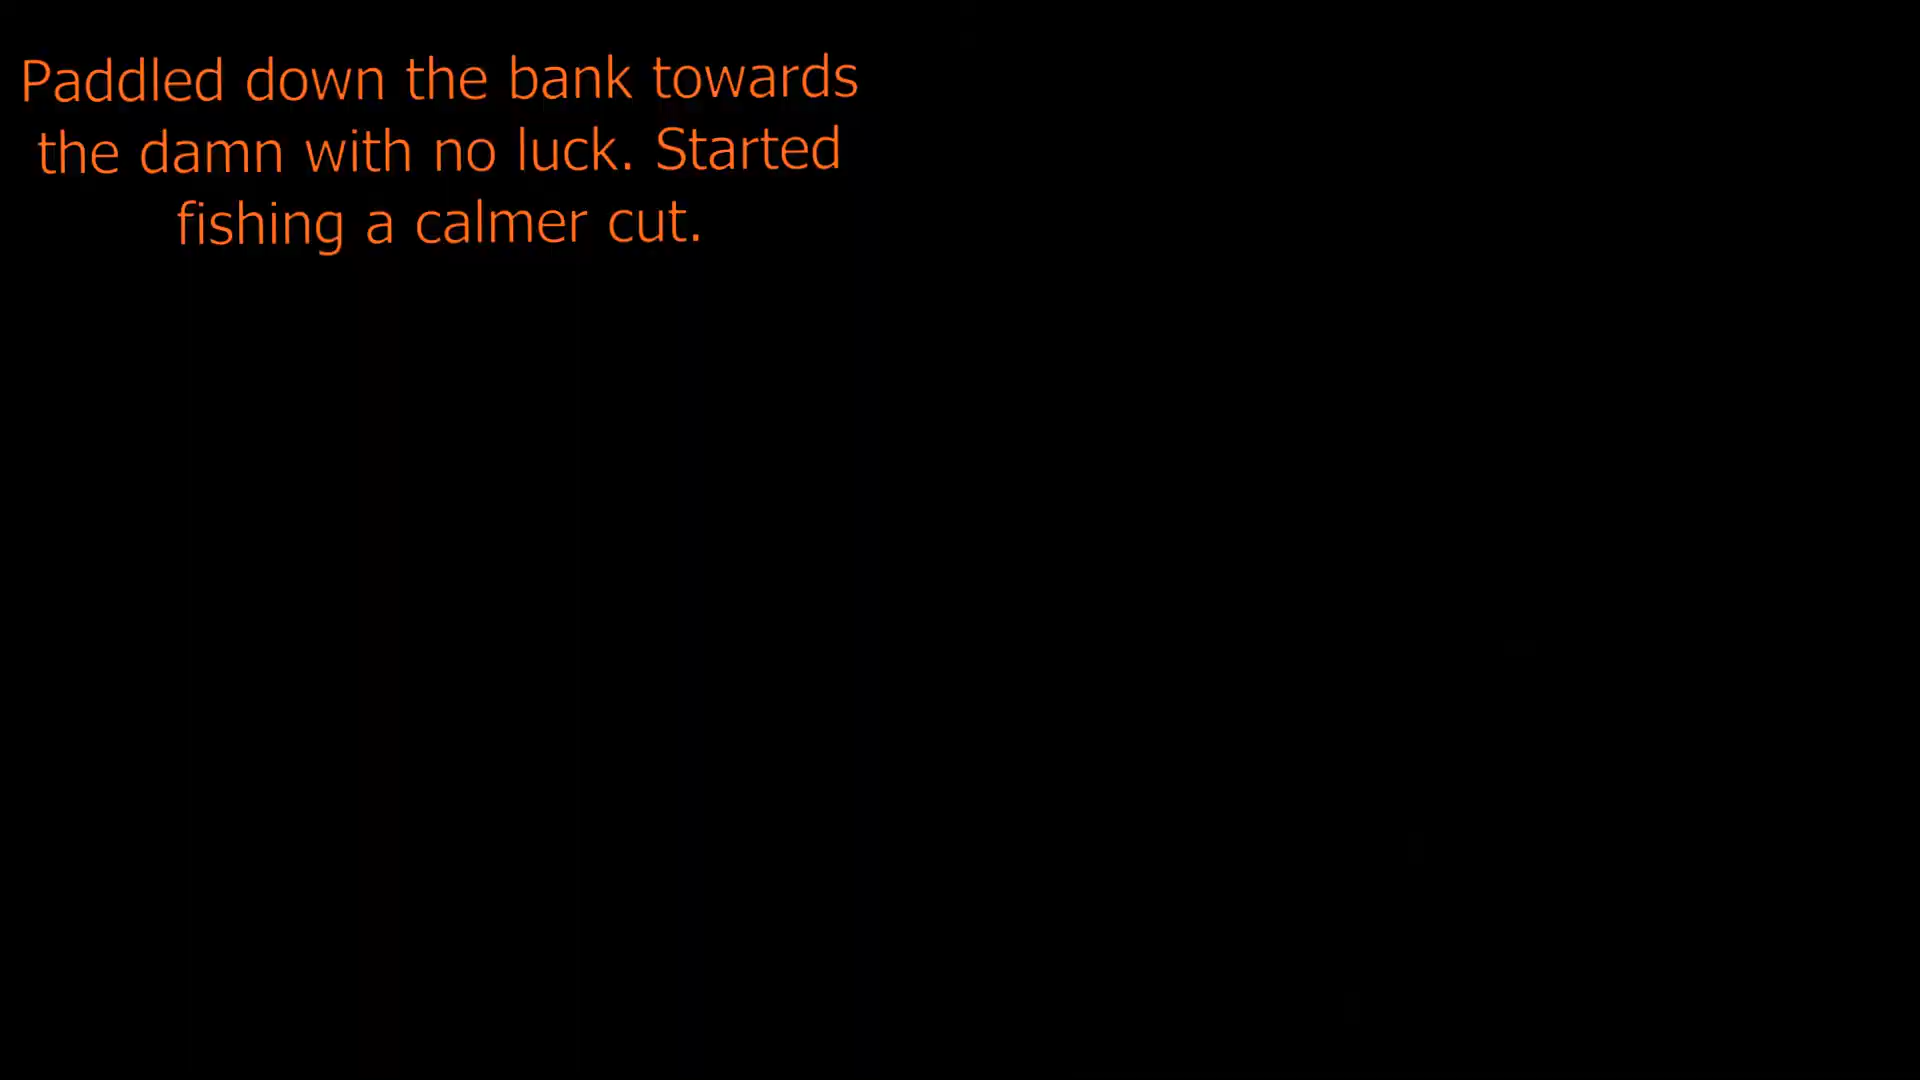 Paddled down the bank towards
the damn with no luck. Started
fishing a calmer cut.